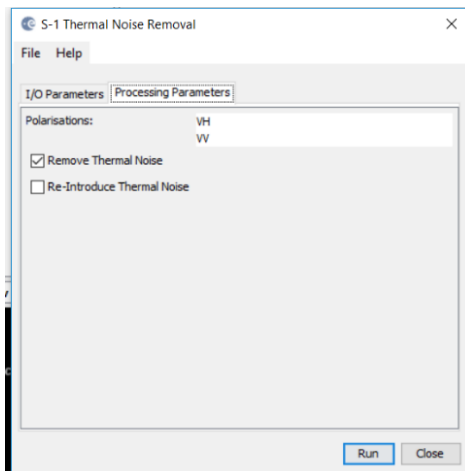 S-1 Thermal Noise Removal
File Help
I/O Parameters Processing Parameters
Polarisations: VH
VV
Remove Thermal Noise
Re-Introduce Thermal Noise
Run Close